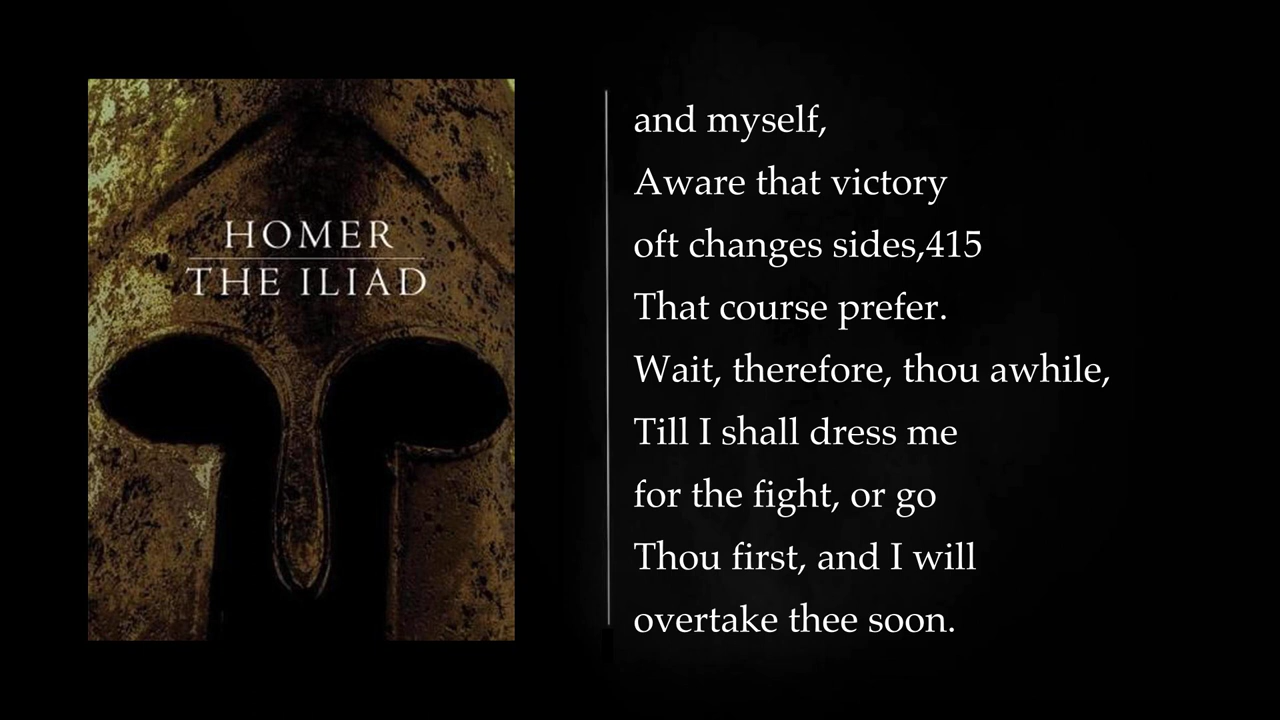 HOMER
THE ILIAD
and myself,
Aware that victory
oft changes sides,415
That course prefer.
Wait, therefore, thou awhile,
Till I shall dress me
for the fight, or go
Thou first, and I will
overtake thee soon.